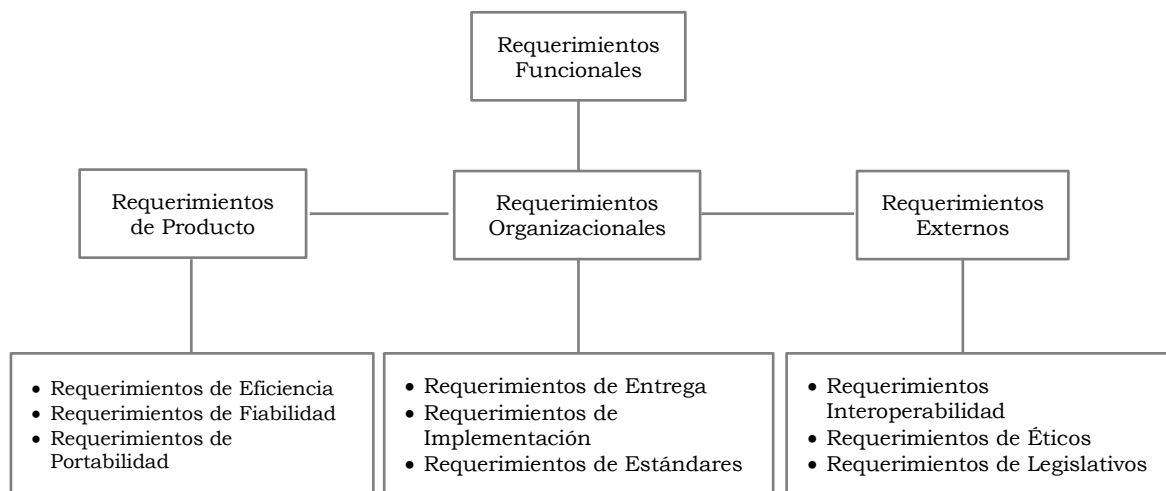 Requerimientos
Funcionales
Requerimientos
de Producto
Requerimientos
Organizacionales
Requerimientos
Externos
• Requerimientos de Eficiencia
• Requerimientos de Fiabilidad
• Requerimientos de
Portabilidad
• Requerimientos de Entrega
• Requerimientos de
Implementación
• Requerimientos de Estándares
• Requerimientos
Interoperabilidad
• Requerimientos de Éticos
• Requerimientos de Legislativos